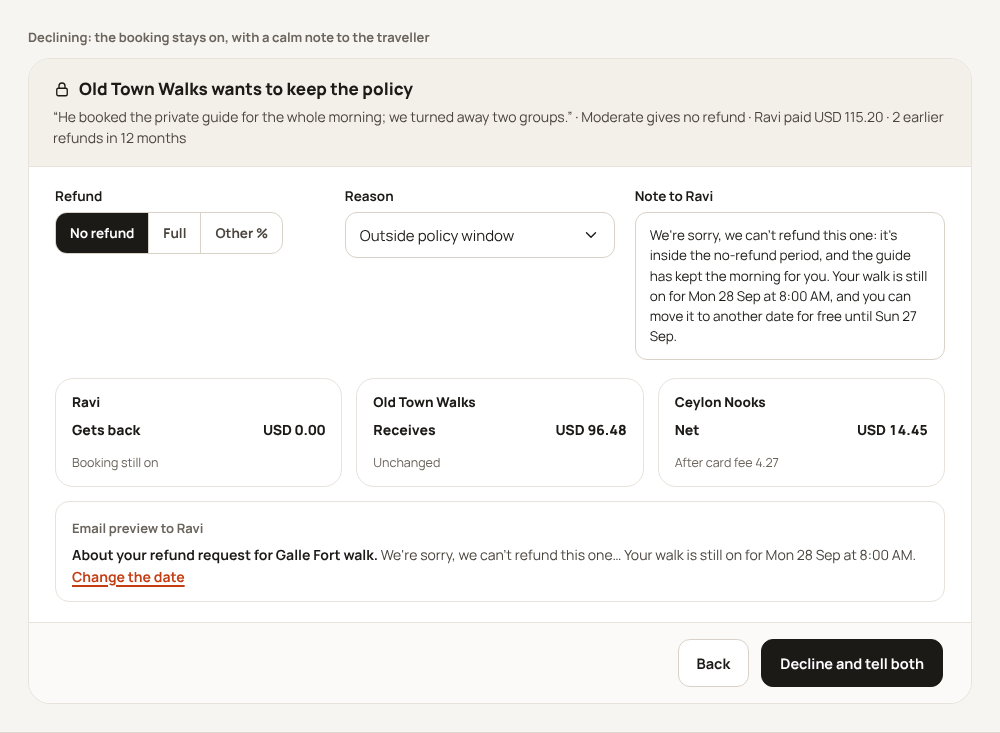 Declining: the booking stays on, with a calm note to the traveller
Old Town Walks wants to keep the policy
“He booked the private guide for the whole morning; we turned away two groups.” · Moderate gives no refund · Ravi paid USD 115.20 · 2 earlier
refunds in 12 months
Refund
No refund
Full
Other %
Reason
Outside policy window
Note to Ravi
We're sorry, we can't refund this one: it's
inside the no-refund period, and the guide
has kept the morning for you. Your walk is still
on for Mon 28 Sep at 8:00 AM, and you can
move it to another date for free until Sun 27
Sep.
Ravi
Gets back USD 0.00
Booking still on
Old Town Walks
Receives USD 96.48
Unchanged
Ceylon Nooks
Net USD 14.45
After card fee 4.27
Email preview to Ravi
About your refund request for Galle Fort walk. We're sorry, we can't refund this one… Your walk is still on for Mon 28 Sep at 8:00 AM.
Change the date
Back
Decline and tell both